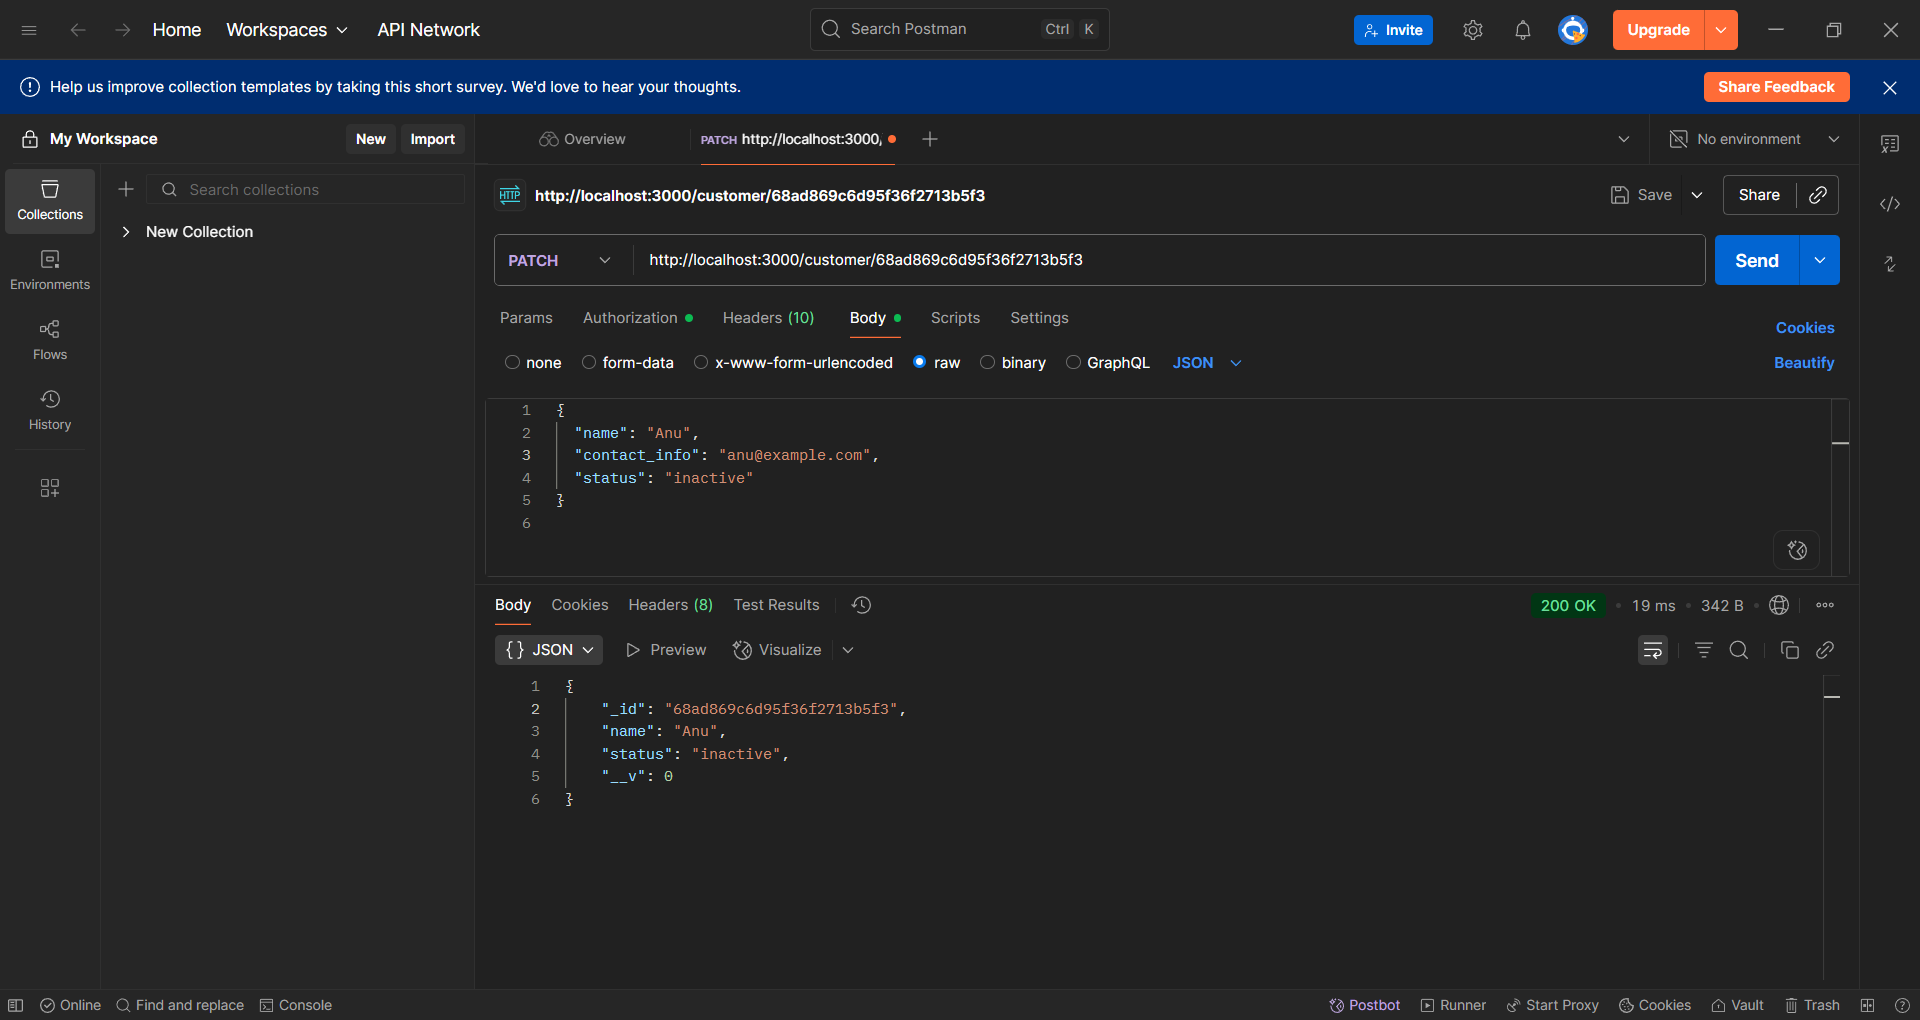 Home Workspaces API Network Search Postman Ctrl K Invite Upgrade
Help us improve collection templates by taking this short survey. We'd love to hear your thoughts. Share Feedback
My Workspace New Import Overview PATCH http://localhost:3000, No environment
Search collections
Collections
New Collection
Environments
Flows
History
HTTP http://localhost:3000/customer/68ad869c6d95f36f2713b5f3 Save Share
PATCH http://localhost:3000/customer/68ad869c6d95f36f2713b5f3 Send
Params Authorization Headers (10) Body Scripts Settings Cookies
none form-data x-www-form-urlencoded raw binary GraphQL JSON Beautify
1 {
2 "name": "Anu",
3 "contact_info": "anu@example.com",
4 "status": "inactive"
5 }
6
Body Cookies Headers (8) Test Results 200 OK 19 ms 342 B
{} JSON Preview Visualize
1 {
2 "_id": "68ad869c6d95f36f2713b5f3",
3 "name": "Anu",
4 "status": "inactive",
5 "__v": 0
6 }
Online Find and replace Console Postbot Runner Start Proxy Cookies Vault Trash